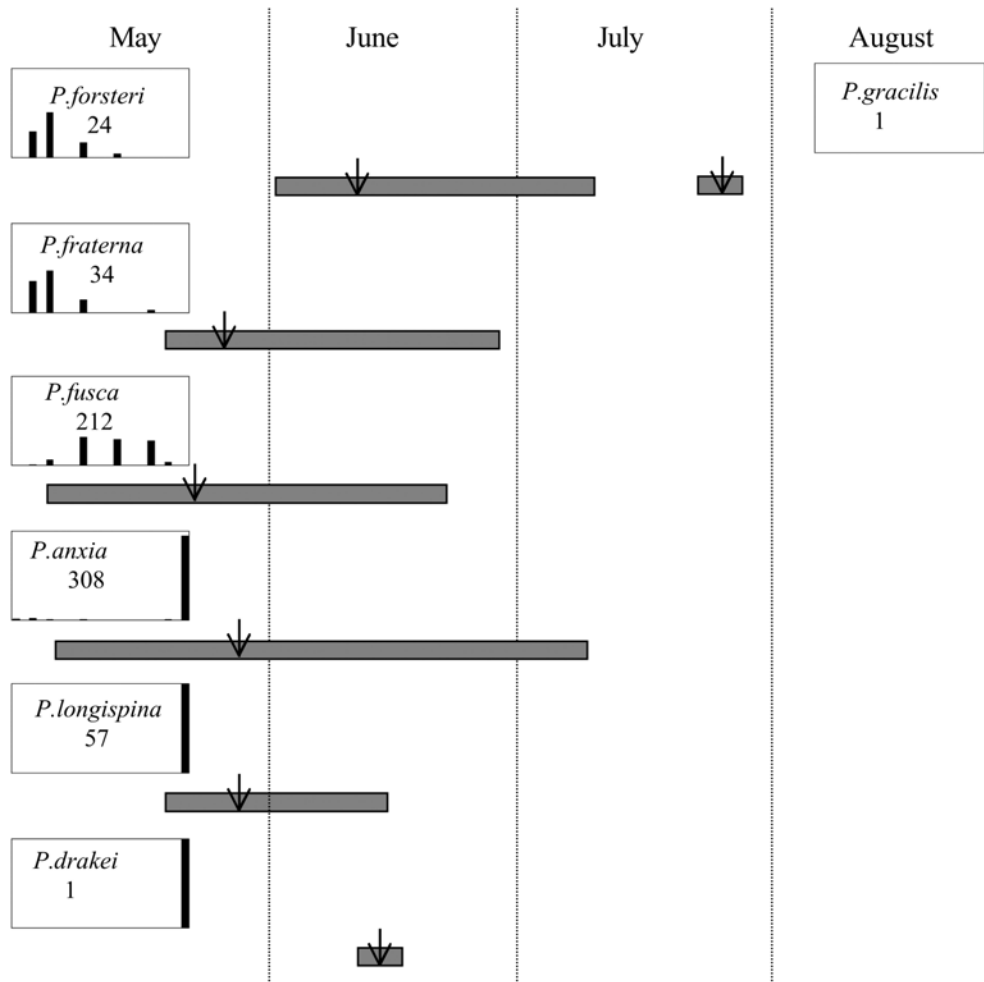 May June July August
P.forsteri
24
P.gracilis
1
P.fraterna
34
P.fusca
212
P.anxia
308
P.longispina
57
P.drakei
1